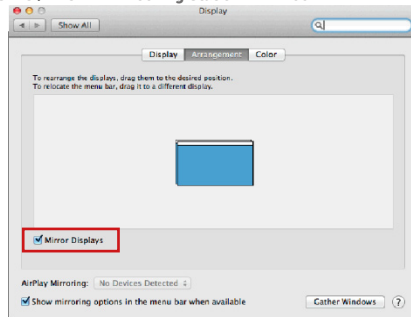 Display
Show All
Display Arrangement Color
To rearrange the displays, drag them to the desired position.
To relocate the menu bar, drag it to a different display.
Mirror Displays
AirPlay Mirroring: No Devices Detected
Show mirroring options in the menu bar when available
Gather Windows ?